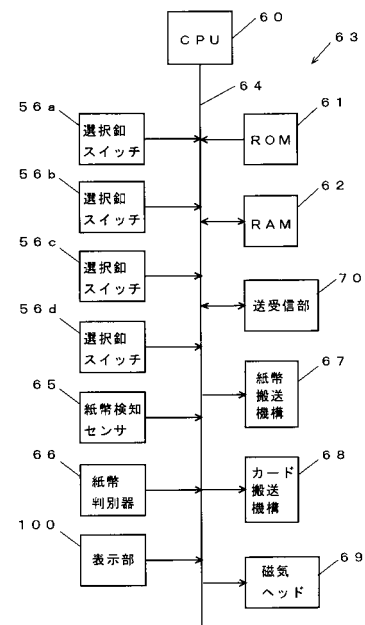 60
CPU
63
64
56a
選択釦
スイッチ
61
ROM
56b
選択釦
スイッチ
62
RAM
56c
選択釦
スイッチ
70
送受信部
56d
選択釦
スイッチ
65
紙幣検知
センサ
67
紙幣
搬送
機構
66
紙幣
判別器
68
カード
搬送
機構
100
表示部
69
磁気
ヘッド